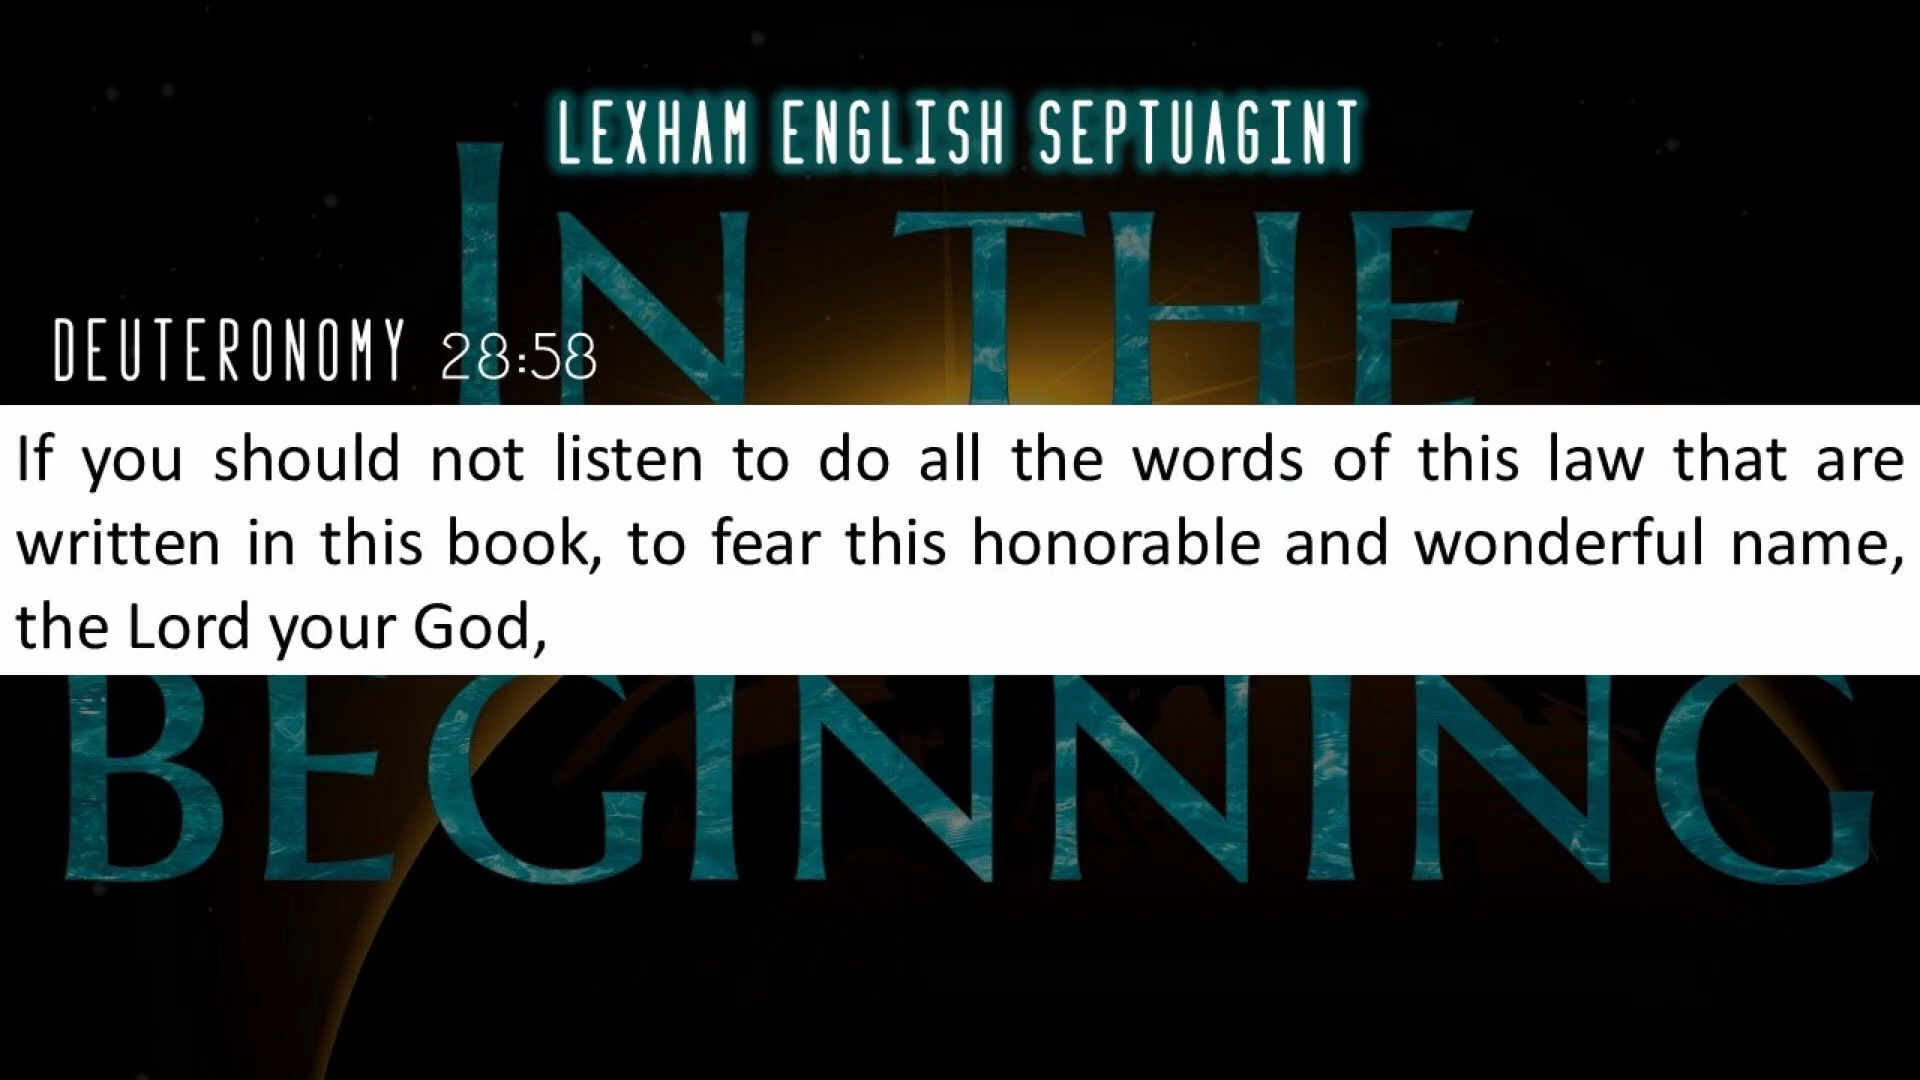 LEXHAM ENGLISH SEPTUAGINT
IN THE
DEUTERONOMY 28:58
If you should not listen to do all the words of this law that are
written in this book, to fear this honorable and wonderful name,
the Lord your God,
BEGINNING